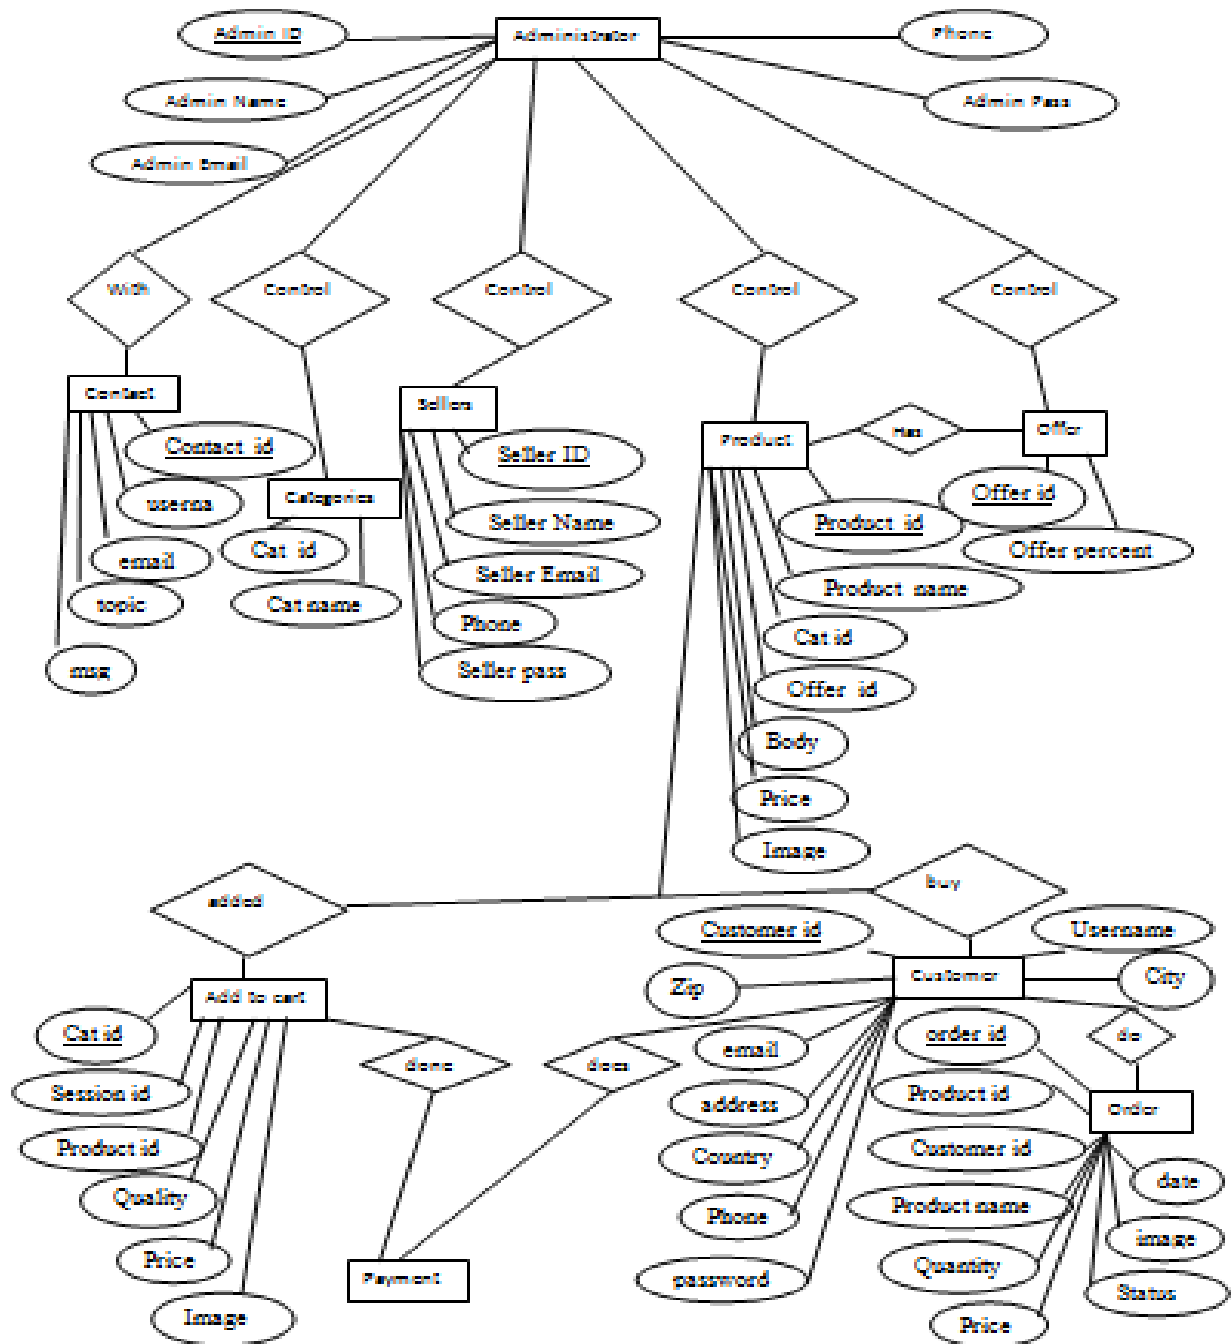 Admin ID
Administrator
Phone
Admin Name
Admin Pass
Admin Email
With
Control
Control
Control
Control
Contact
Sellers
Product
Has
Offer
Contact id
Seller ID
Categories
Offer id
userna
Seller Name
Product id
email
Cat id
Offer percent
Seller Email
Product name
topic
Cat name
Phone
Cat id
msg
Seller pass
Offer id
Body
Price
Image
added
buy
Customer id
Username
Add to cart
Zip
Customer
City
Cat id
done
does
email
order id
do
Session id
address
Product id
Order
Product id
Country
Customer id
date
Quality
Phone
Product name
image
Price
Payment
password
Quantity
Status
Image
Price